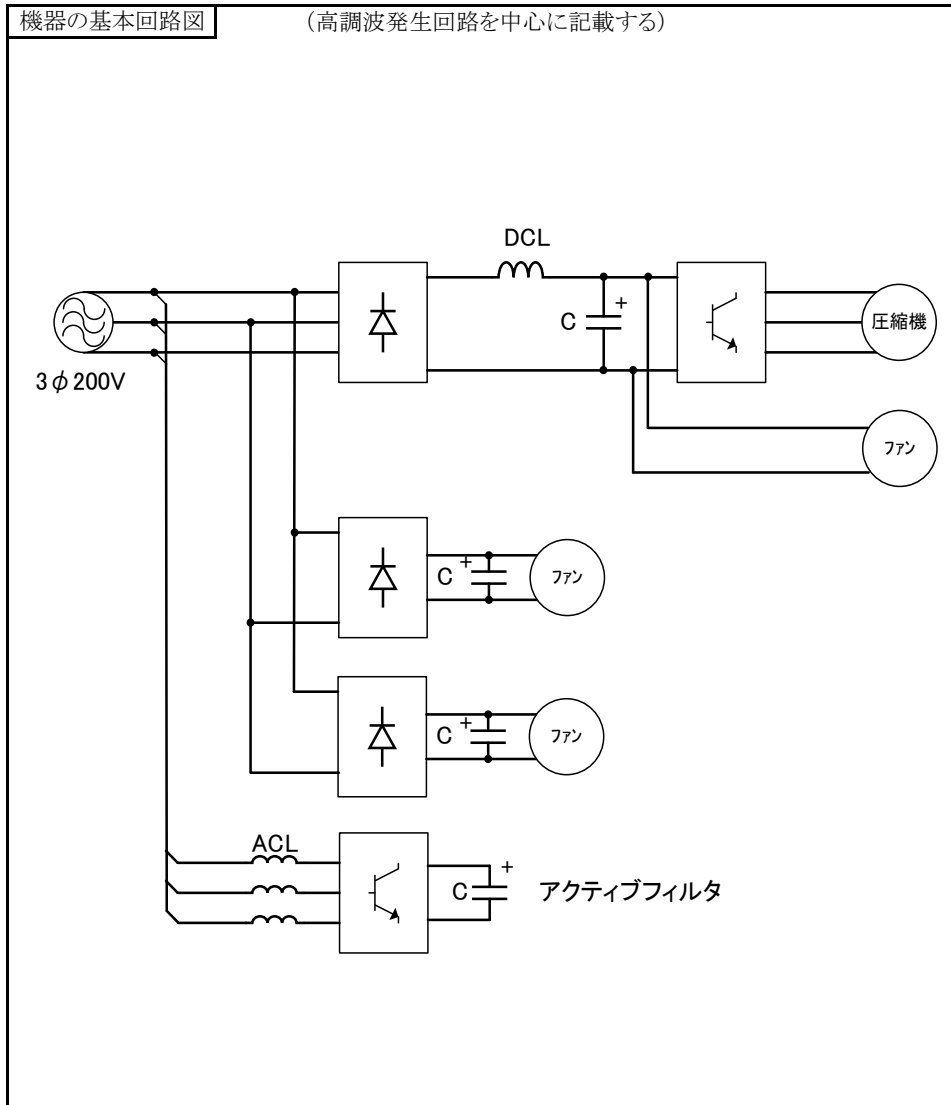 機器の基本回路図 (高調波発生回路を中心に記載する)
DCL
C +
圧縮機
3φ200V
ファン
C + ファン
C + ファン
ACL
C + アクティブフィルタ